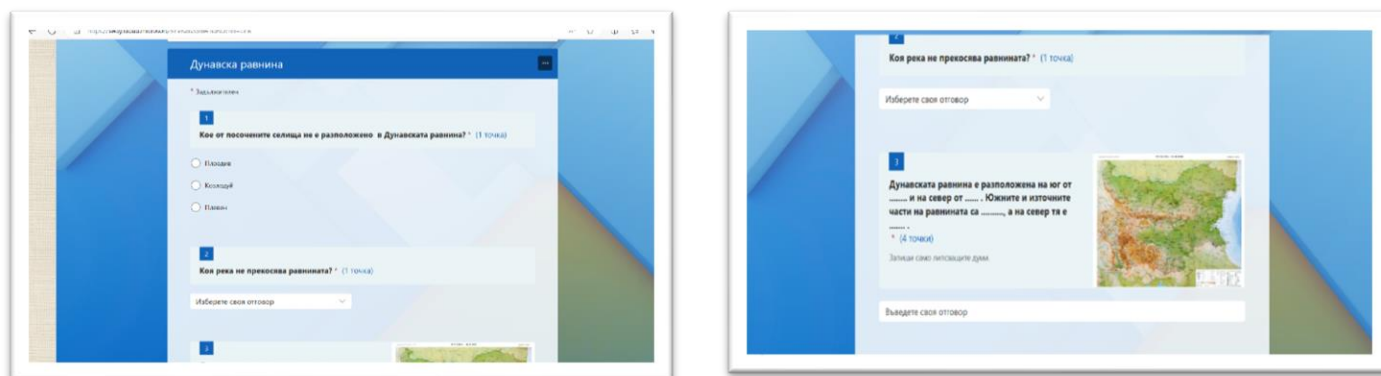 Дунавска равнина
* Задължителен
1
Кое от посочените селища не е разположено в Дунавската равнина? * (1 точка)
Пловдив
Козлодуй
Плевен
2
Коя река не прекосява равнината? * (1 точка)
Изберете своя отговор
3
2
Коя река не прекосява равнината? * (1 точка)
Изберете своя отговор
3
Дунавската равнина е разположена на юг от
........ и на север от ...... . Южните и източните
части на равнината са .........., а на север тя е
........ .
* (4 точки)
Запиши само липсващите думи.
Въведете своя отговор